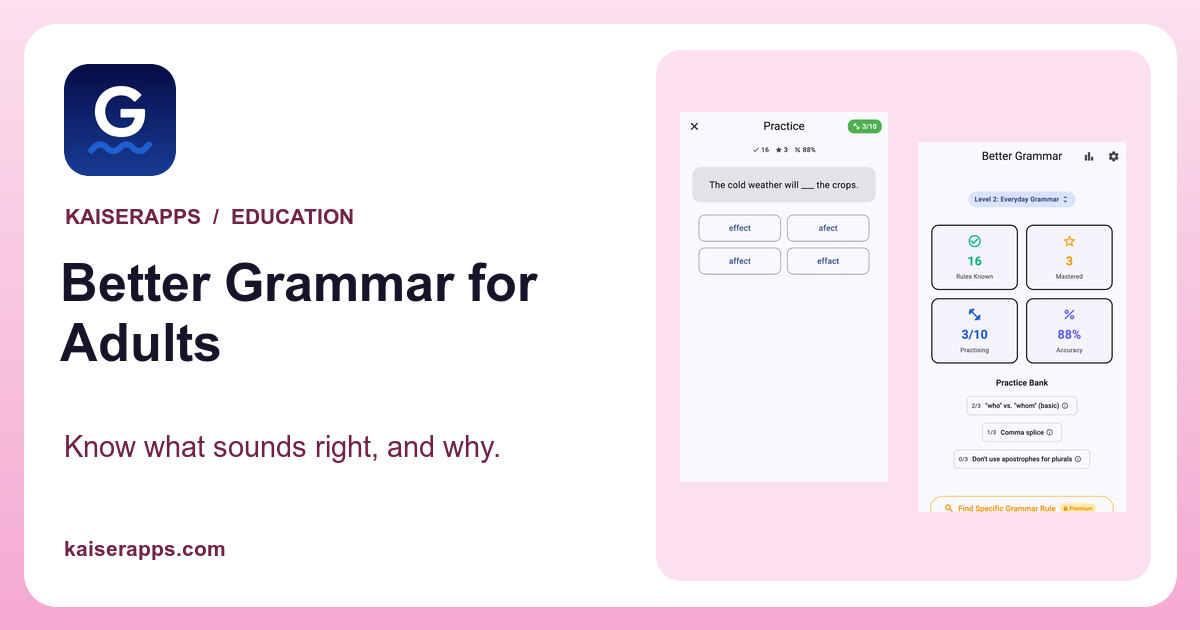 G
KAISERAPPS / EDUCATION
Better Grammar for
Adults
Know what sounds right, and why.
kaiserapps.com
Practice
3/10
16 3 % 88%
The cold weather will ___ the crops.
effect afect
affect effact
Better Grammar
Level 2: Everyday Grammar
16 3
Rules Known Mastered
%
3/10 88%
Practising Accuracy
Practice Bank
2/3 "who" vs. "whom" (basic)
1/3 Comma splice
0/3 Don't use apostrophes for plurals
Find Specific Grammar Rule Premium